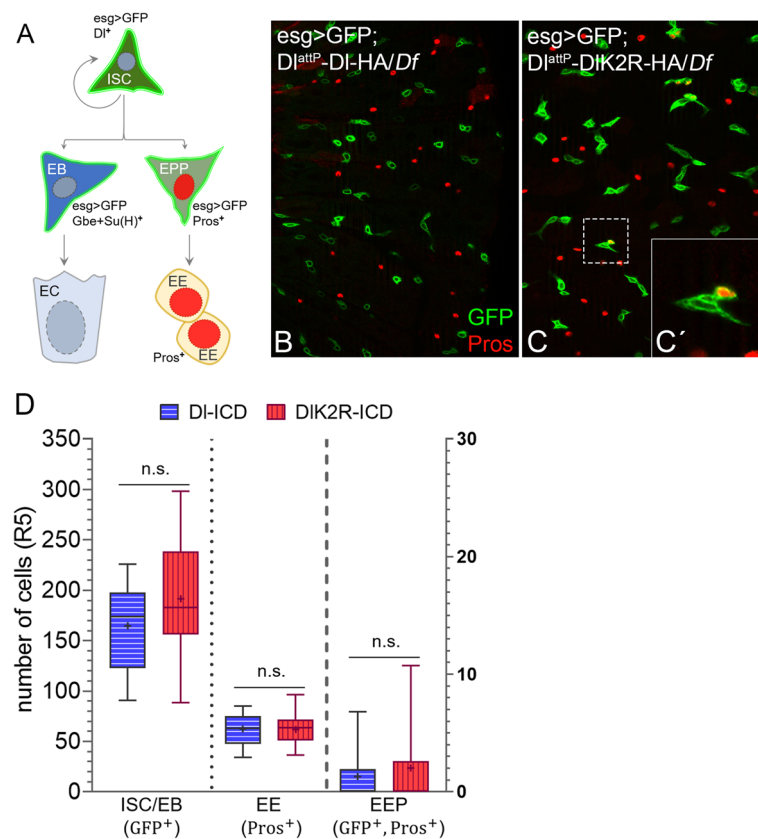 A
esg>GFP
Dl⁺
ISC
EB
EPP
esg>GFP
Gbe+Su(H)⁺
esg>GFP
Pros⁺
EC
EE
EE
Pros⁺
esg>GFP;
Dlᵃᵗᵗᴾ-Dl-HA/Df
GFP
Pros
B
esg>GFP;
Dlᵃᵗᵗᴾ-DlK2R-HA/Df
C
C´
D
Dl-ICD
DlK2R-ICD
number of cells (R5)
350
300
250
200
150
100
50
0
n.s.
n.s.
n.s.
30
20
10
0
ISC/EB
(GFP⁺)
EE
(Pros⁺)
EEP
(GFP⁺, Pros⁺)